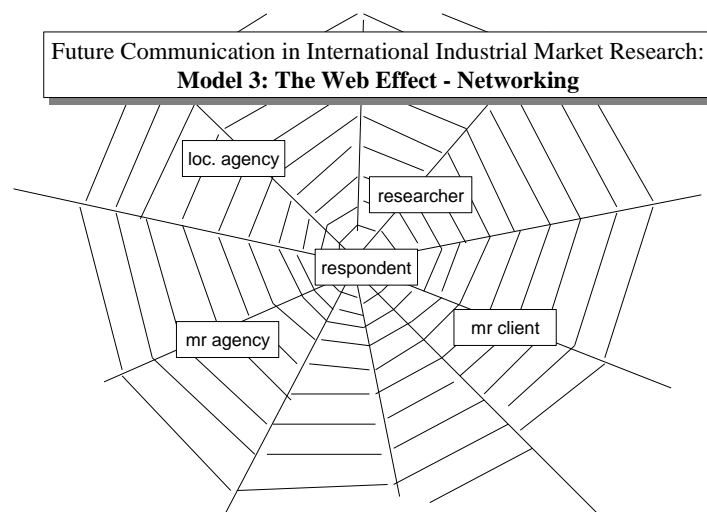 Future Communication in International Industrial Market Research:
Model 3: The Web Effect - Networking
loc. agency
researcher
respondent
mr agency
mr client